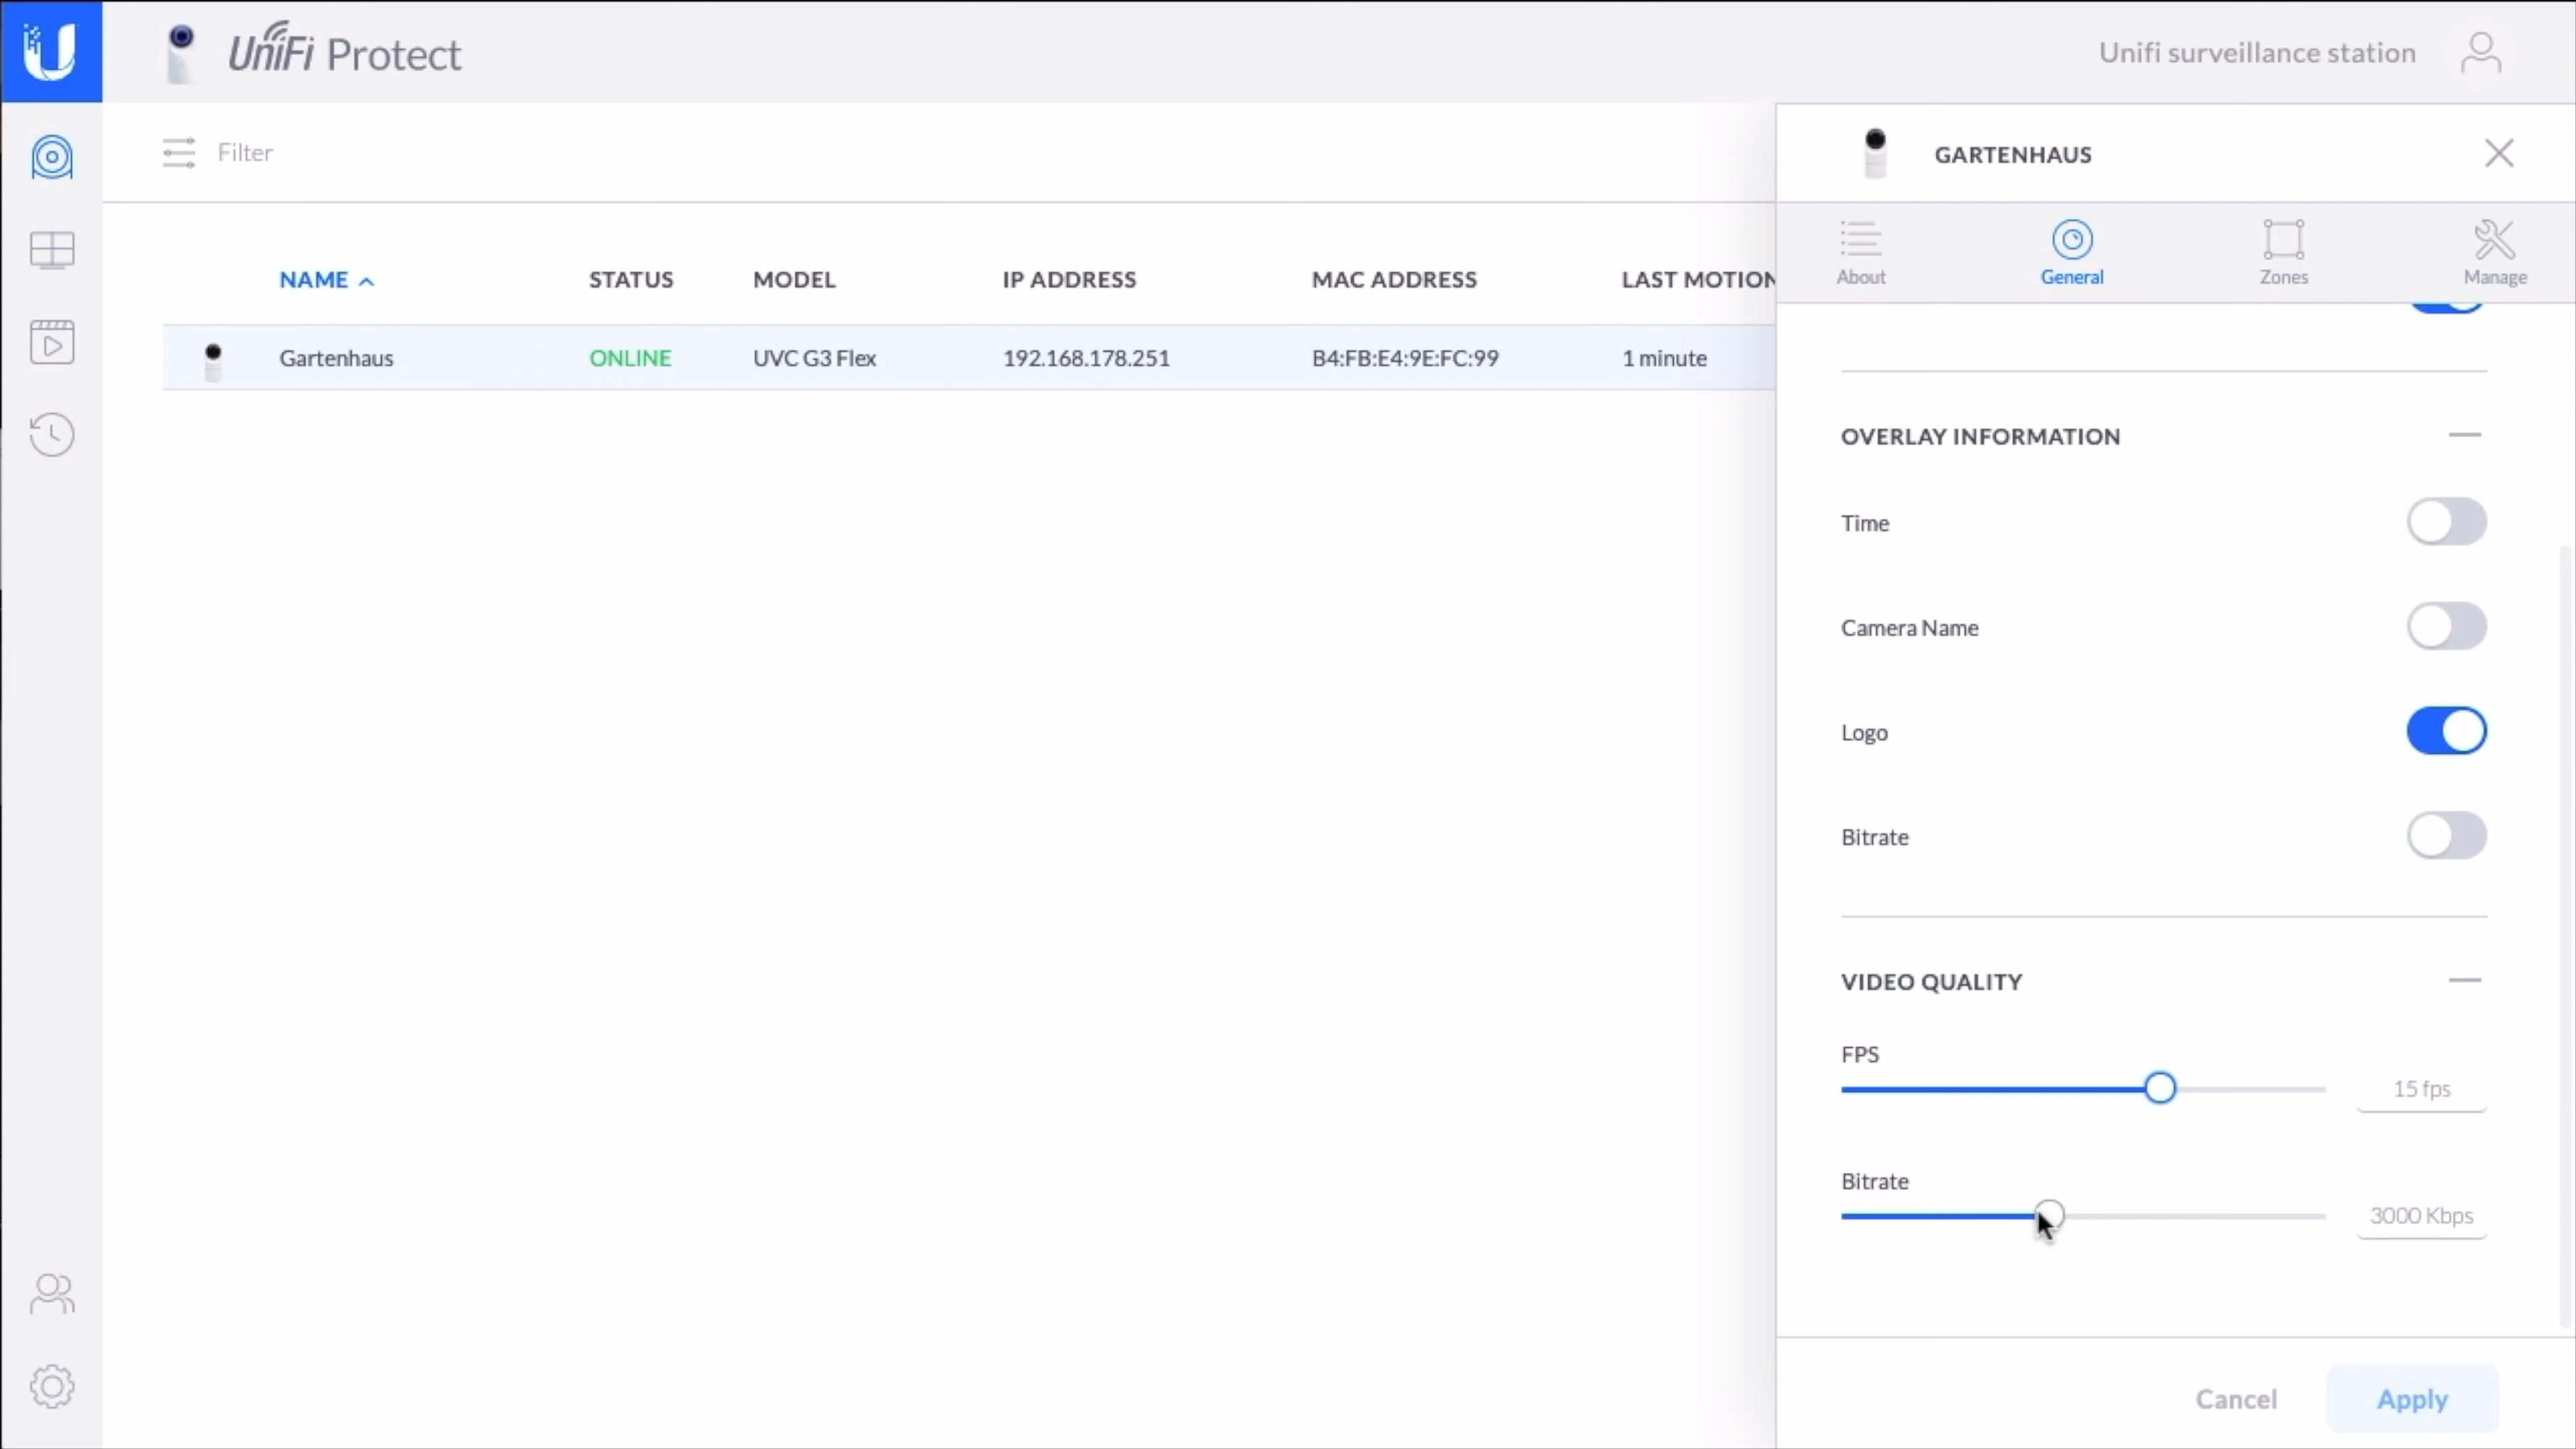 UniFi Protect
Unifi surveillance station
Filter
GARTENHAUS
About
General
Zones
Manage
NAME
STATUS
MODEL
IP ADDRESS
MAC ADDRESS
LAST MOTION
Gartenhaus
ONLINE
UVC G3 Flex
192.168.178.251
B4:FB:E4:9E:FC:99
1 minute
OVERLAY INFORMATION
Time
Camera Name
Logo
Bitrate
VIDEO QUALITY
FPS
15 fps
Bitrate
3000 Kbps
Cancel
Apply